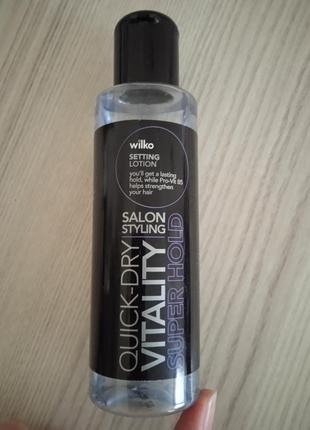 wilko
SETTING
LOTION
you'll get a lasting
hold, while Pro-Vit B5
helps strengthen
your hair
SALON
STYLING
QUICK-DRY
VITALITY
SUPER HOLD